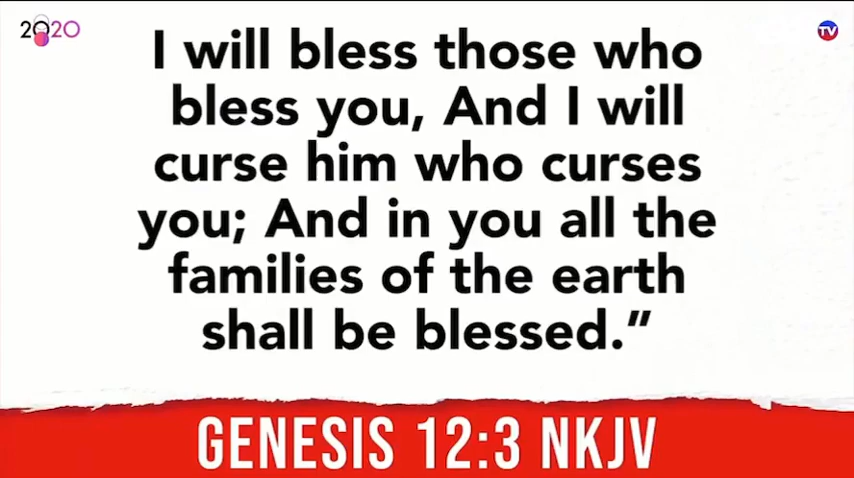 2020
TV
I will bless those who
bless you, And I will
curse him who curses
you; And in you all the
families of the earth
shall be blessed.”
GENESIS 12:3 NKJV